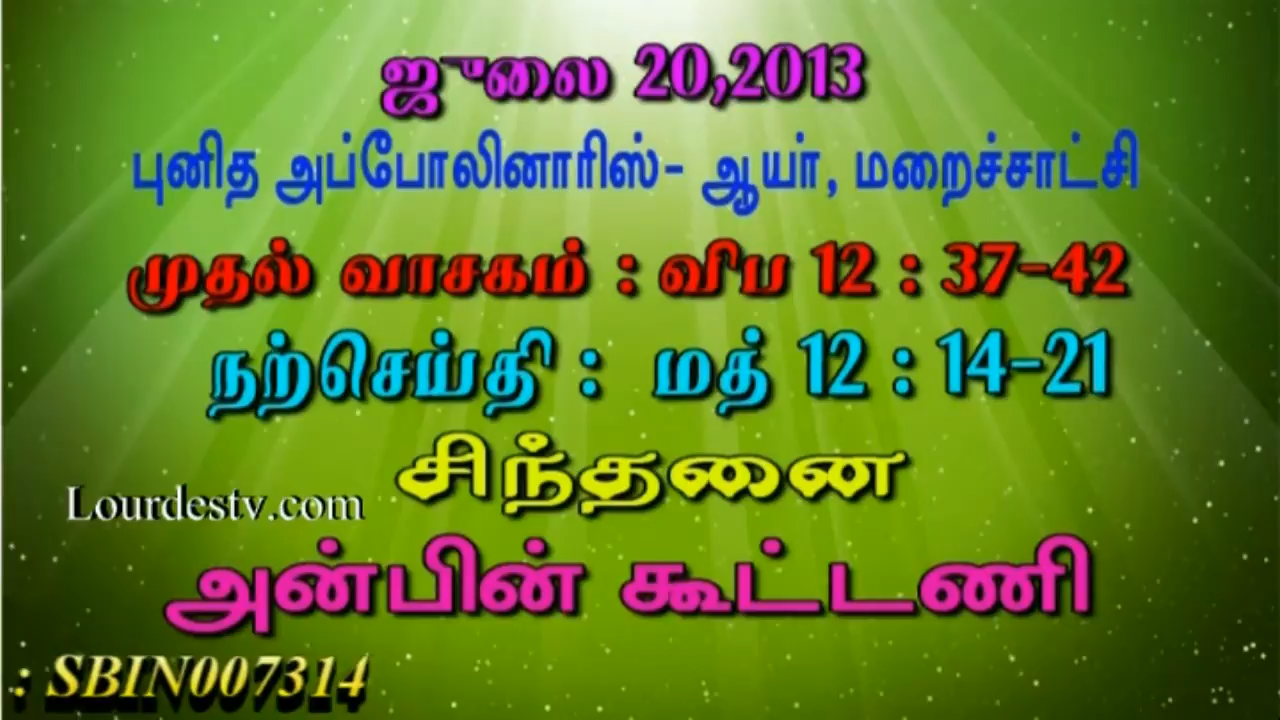 ஜுலை 20,2013
புனித அப்போலினாரிஸ்- ஆயர், மறைச்சாட்சி
முதல் வாசகம் : விப 12 : 37-42
நற்செய்தி : மத் 12 : 14-21
சிந்தனை
Lourdestv.com
அன்பின் கூட்டணி
: SBIN007314